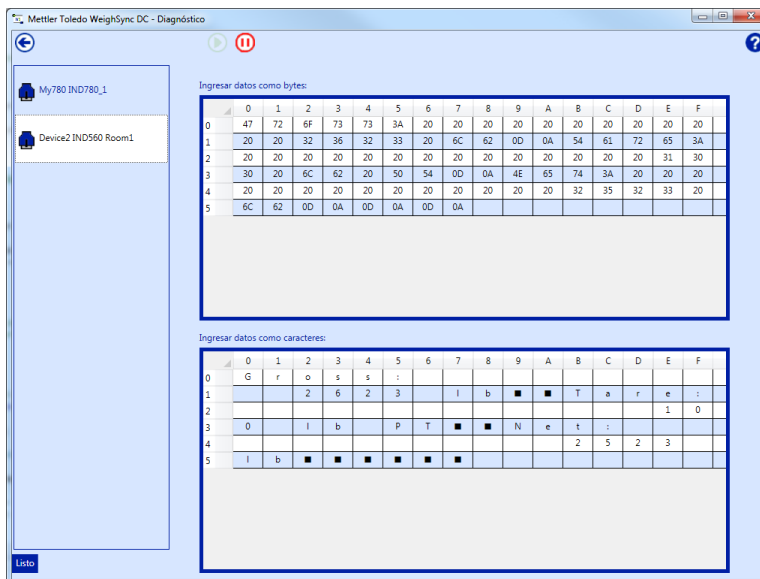 Mettler Toledo WeighSync DC - Diagnóstico
My780 IND780_1
Device2 IND560 Room1
Listo
Ingresar datos como bytes:
0 1 2 3 4 5 6 7 8 9 A B C D E F
0 47 72 6F 73 73 3A 20 20 20 20 20 20 20 20 20 20
1 20 20 32 36 32 33 20 6C 62 0D 0A 54 61 72 65 3A
2 20 20 20 20 20 20 20 20 20 20 20 20 20 20 31 30
3 30 20 6C 62 20 50 54 0D 0A 4E 65 74 3A 20 20 20
4 20 20 20 20 20 20 20 20 20 20 20 32 35 32 33 20
5 6C 62 0D 0A 0D 0A 0D 0A
Ingresar datos como caracteres:
0 1 2 3 4 5 6 7 8 9 A B C D E F
0 G r o s s :
1 2 6 2 3 l b ■ ■ T a r e :
2 1 0
3 0 l b P T ■ ■ N e t :
4 2 5 2 3
5 l b ■ ■ ■ ■ ■ ■